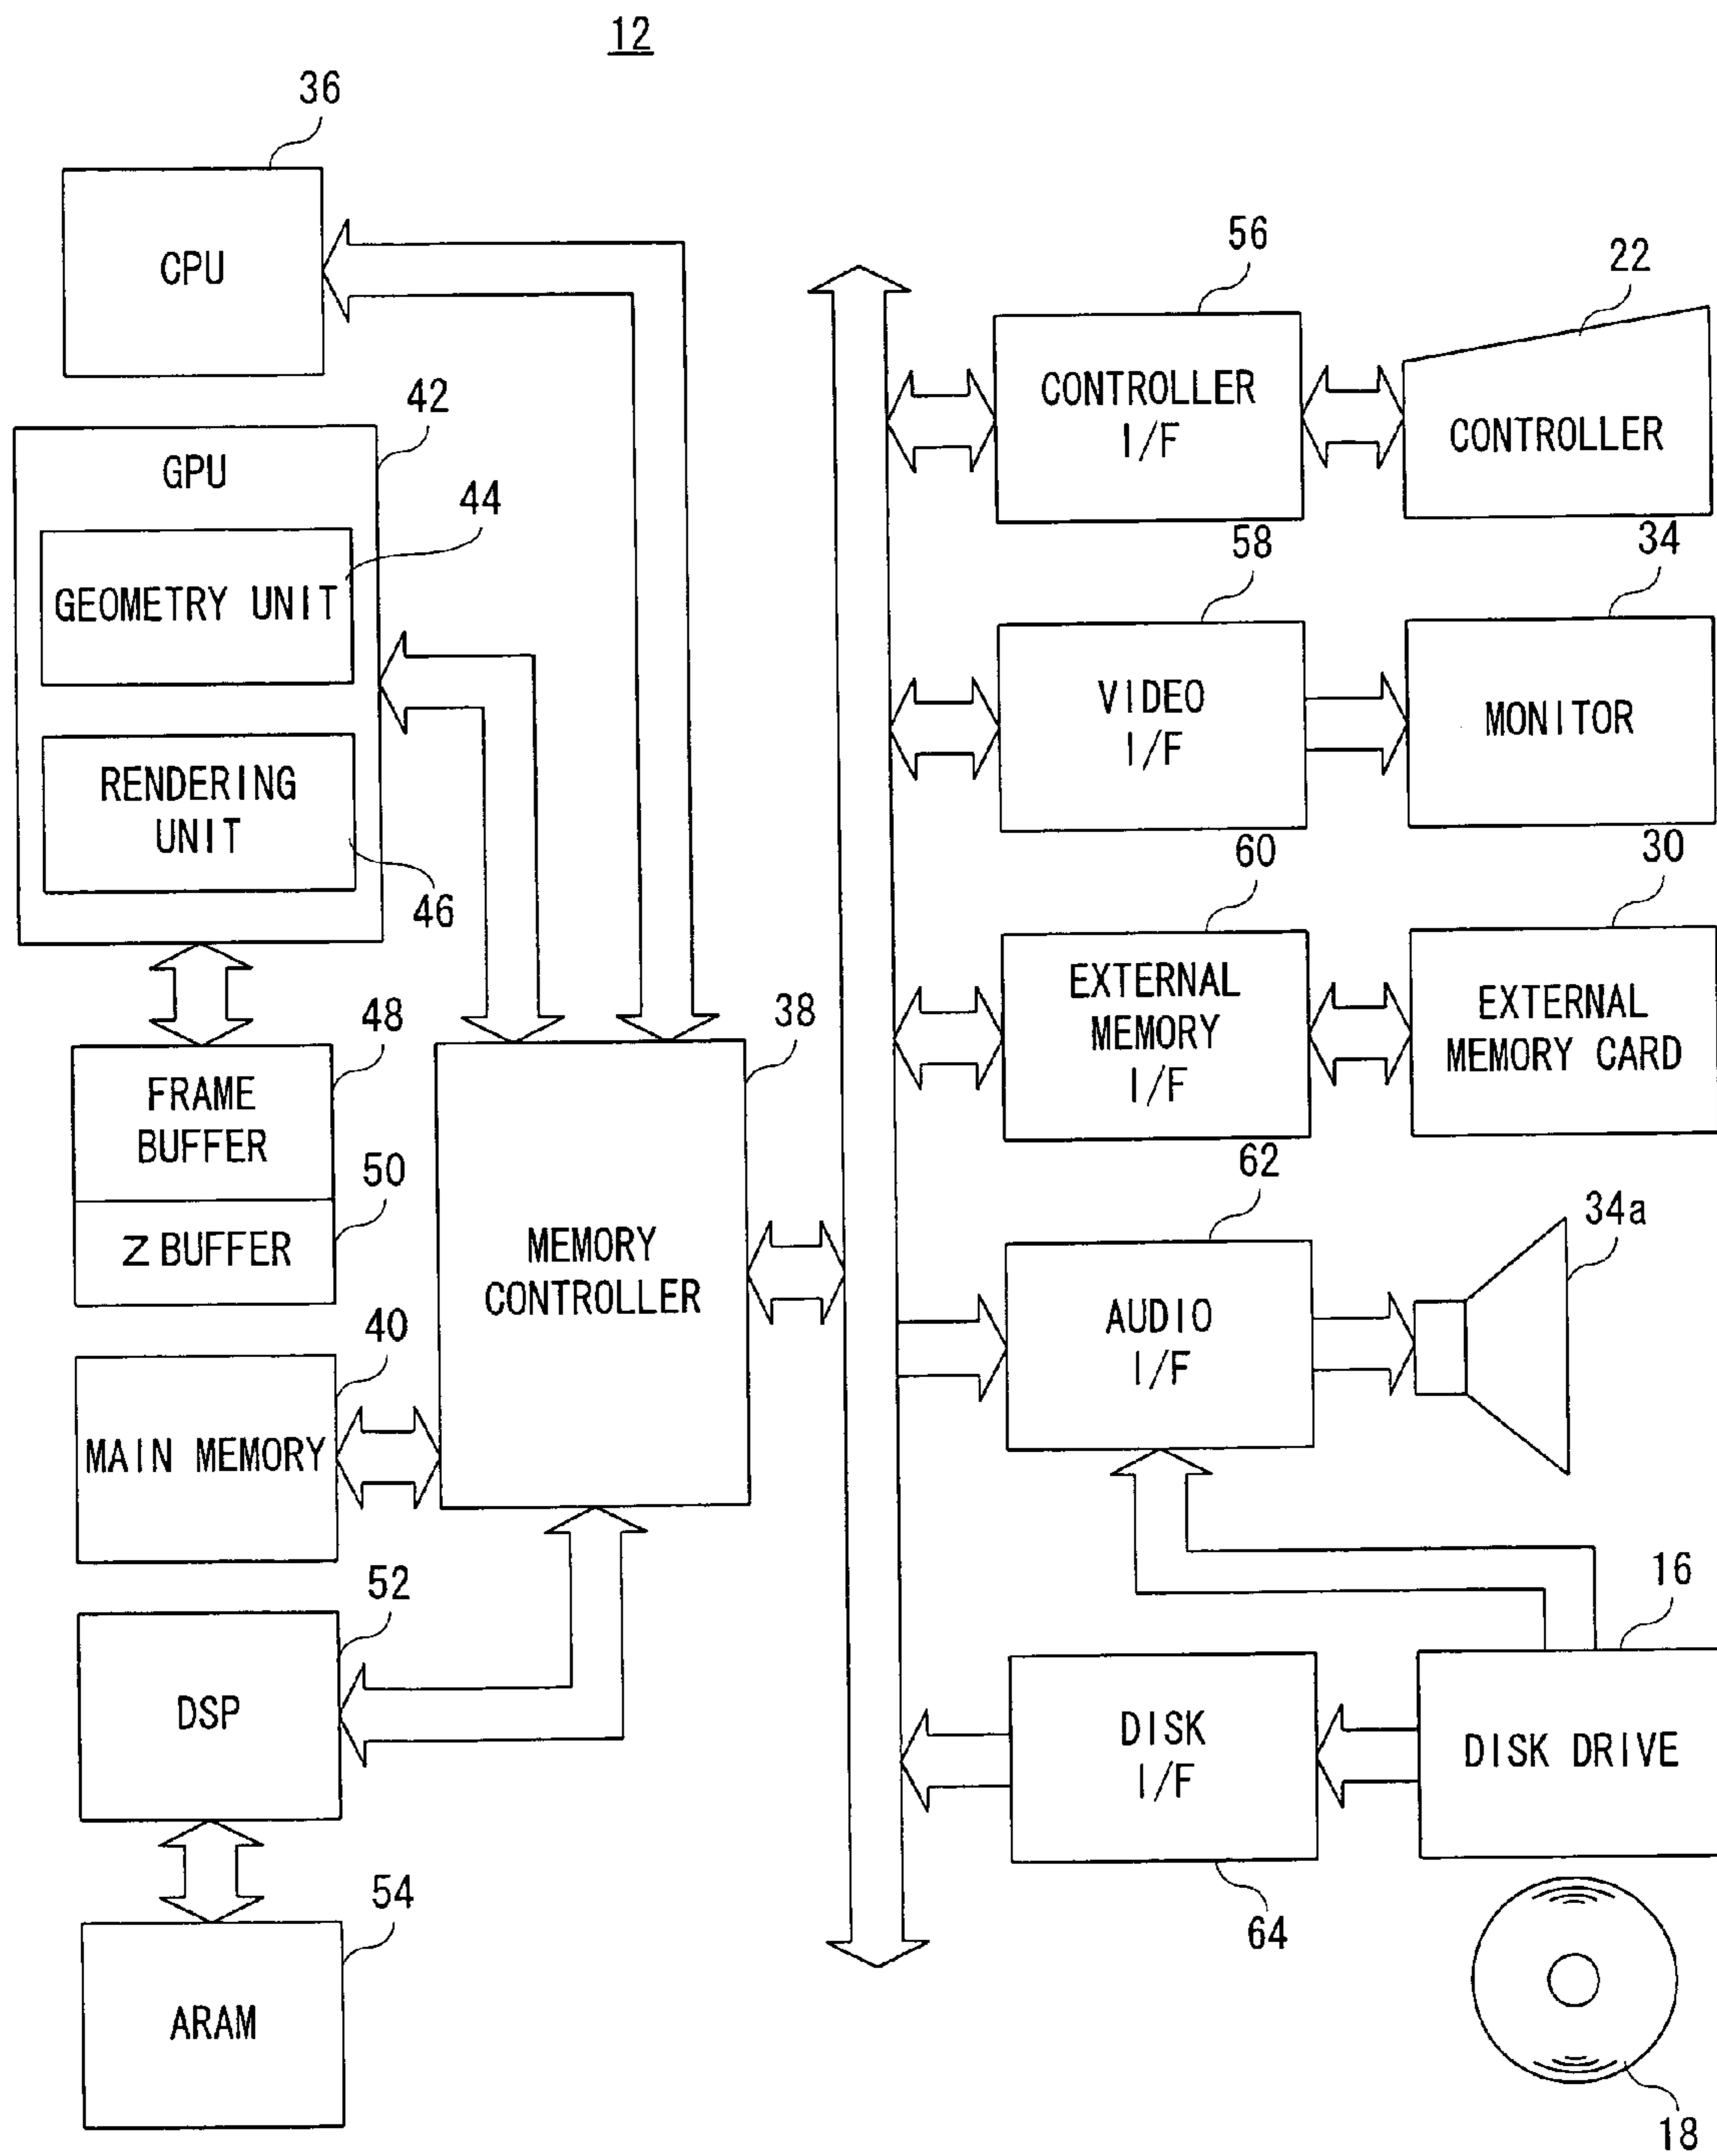 12
36
CPU
42
GPU
44
GEOMETRY UNIT
RENDERING
UNIT
46
48
FRAME
BUFFER
50
Z BUFFER
40
MAIN MEMORY
52
DSP
54
ARAM
38
MEMORY
CONTROLLER
56
CONTROLLER
I/F
22
CONTROLLER
58
VIDEO
I/F
34
MONITOR
60
EXTERNAL
MEMORY
I/F
30
EXTERNAL
MEMORY CARD
62
AUDIO
I/F
34a
16
DISK
I/F
64
DISK DRIVE
18